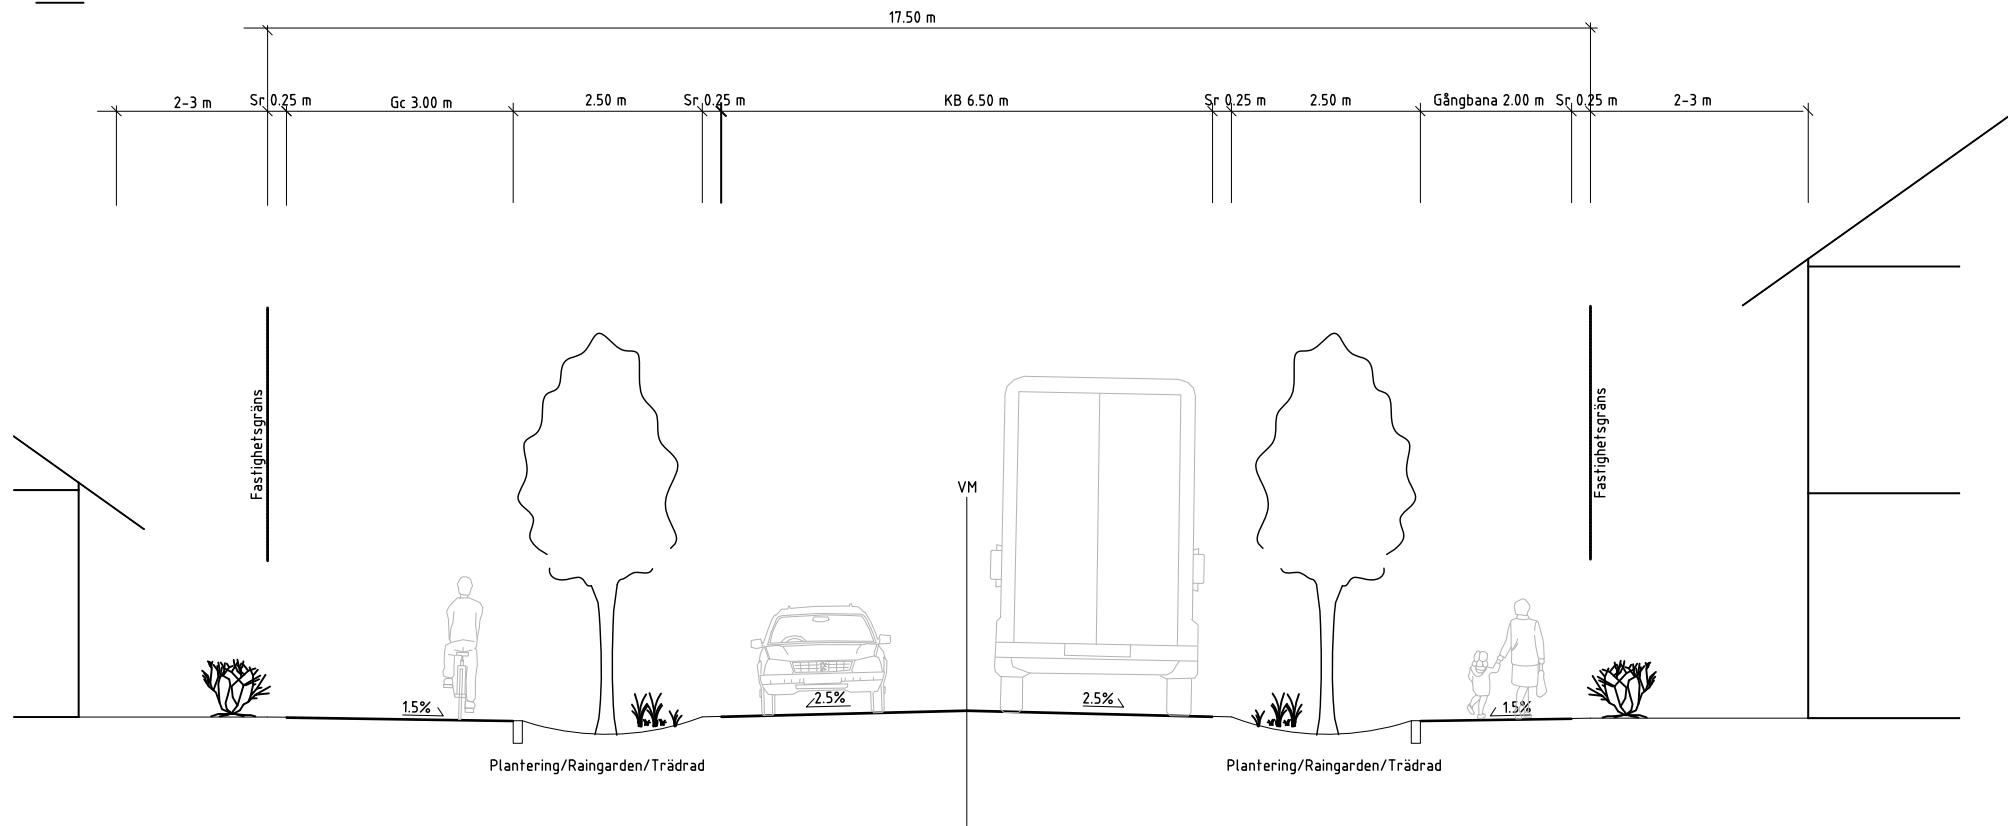 17.50 m
2-3 m
Sr 0.25 m
Gc 3.00 m
2.50 m
Sr 0.25 m
KB 6.50 m
Sr 0.25 m
2.50 m
Gångbana 2.00 m
Sr 0.25 m
2-3 m
Fastighetsgräns
Fastighetsgräns
VM
1.5%
2.5%
2.5%
1.5%
Plantering/Raingarden/Trädrad
Plantering/Raingarden/Trädrad